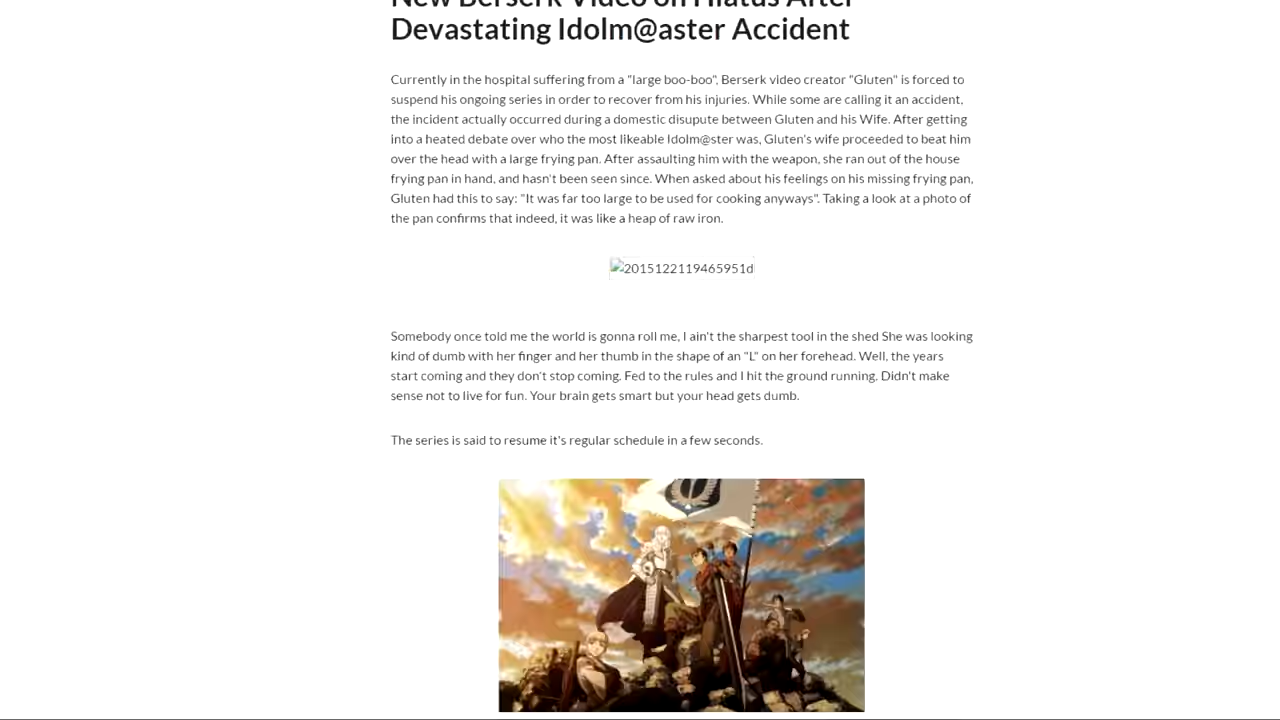 New Berserk Video on Hiatus After
Devastating Idolm@aster Accident
Currently in the hospital suffering from a "large boo-boo", Berserk video creator "Gluten" is forced to
suspend his ongoing series in order to recover from his injuries. While some are calling it an accident,
the incident actually occurred during a domestic disupute between Gluten and his Wife. After getting
into a heated debate over who the most likeable Idolm@ster was, Gluten's wife proceeded to beat him
over the head with a large frying pan. After assaulting him with the weapon, she ran out of the house
frying pan in hand, and hasn't been seen since. When asked about his feelings on his missing frying pan,
Gluten had this to say: "It was far too large to be used for cooking anyways". Taking a look at a photo of
the pan confirms that indeed, it was like a heap of raw iron.
2015122119465951d
Somebody once told me the world is gonna roll me, I ain't the sharpest tool in the shed She was looking
kind of dumb with her finger and her thumb in the shape of an "L" on her forehead. Well, the years
start coming and they don't stop coming. Fed to the rules and I hit the ground running. Didn't make
sense not to live for fun. Your brain gets smart but your head gets dumb.
The series is said to resume it's regular schedule in a few seconds.